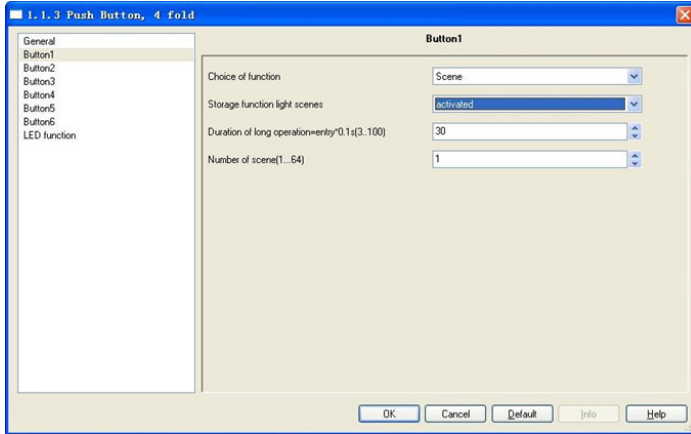 1.1.3 Push Button, 4 fold
General
Button1
Button2
Button3
Button4
Button5
Button6
LED function
Button1
Choice of function
Scene
Storage function light scenes
activated
Duration of long operation=entry*0.1s(3..100)
30
Number of scene(1...64)
1
OK
Cancel
Default
Info
Help